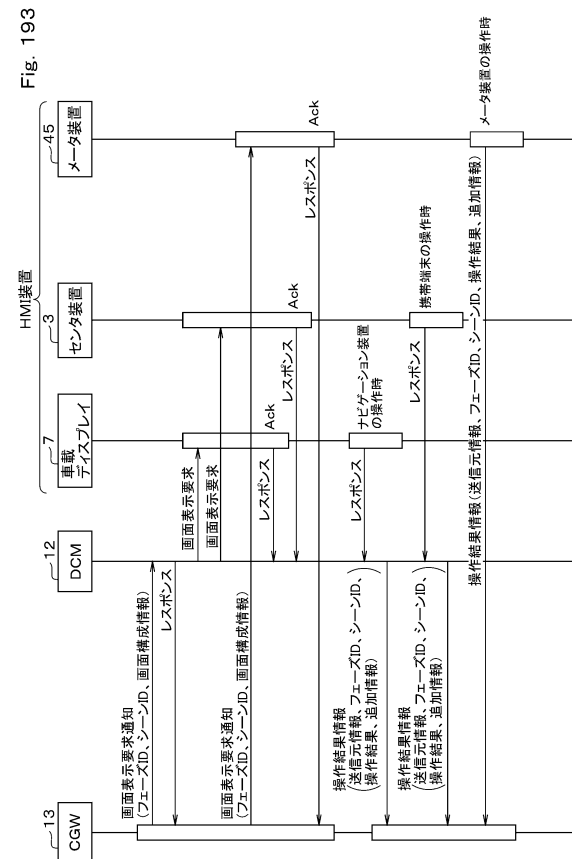 Fig. 193
HMI装置
13
CGW
12
DCM
7
車載
ディスプレイ
3
センタ装置
45
メータ装置
画面表示要求通知
(フェーズID、シーンID、画面構成情報)
レスポンス
画面表示要求
画面表示要求
画面表示要求通知
(フェーズID、シーンID、画面構成情報)
Ack
レスポンス
Ack
レスポンス
Ack
レスポンス
ナビゲーション装置
の操作時
レスポンス
操作結果情報
(送信元情報、フェーズID、シーンID、
操作結果、追加情報)
携帯端末の操作時
レスポンス
操作結果情報
(送信元情報、フェーズID、シーンID、
操作結果、追加情報)
メータ装置の操作時
操作結果情報(送信元情報、フェーズID、シーンID、操作結果、追加情報)